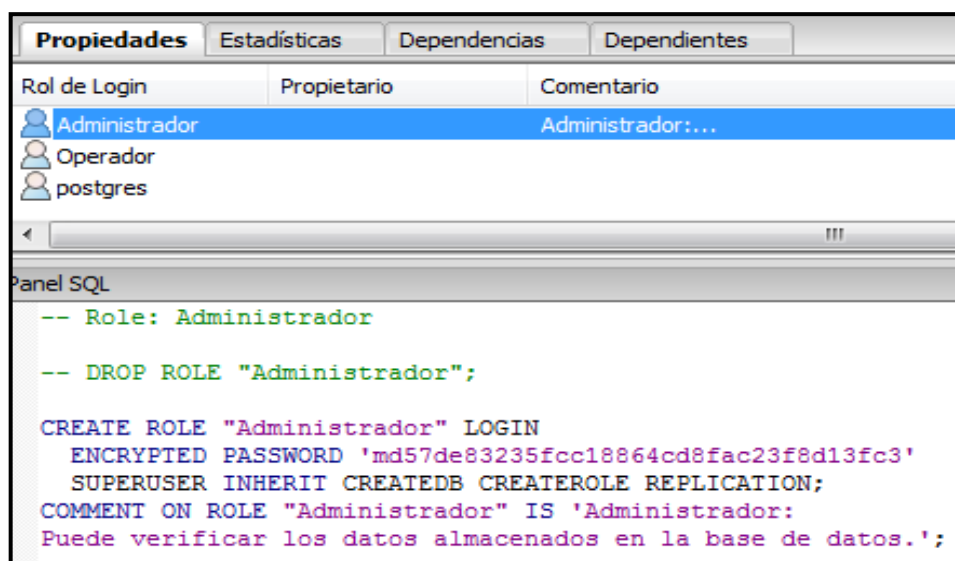 Propiedades Estadísticas Dependencias Dependientes
Rol de Login Propietario Comentario
Administrador Administrador:...
Operador
postgres
Panel SQL
-- Role: Administrador
-- DROP ROLE "Administrador";
CREATE ROLE "Administrador" LOGIN
ENCRYPTED PASSWORD 'md57de83235fcc18864cd8fac23f8d13fc3'
SUPERUSER INHERIT CREATEDB CREATEROLE REPLICATION;
COMMENT ON ROLE "Administrador" IS 'Administrador:
Puede verificar los datos almacenados en la base de datos.';